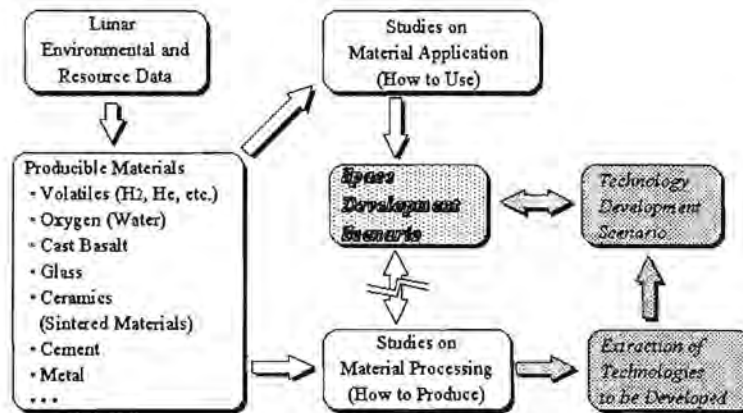 Lunar
Environmental and
Resource Data
Studies on
Material Application
(How to Use)
Producible Materials
• Volatiles (H2, He, etc.)
• Oxygen (Water)
• Cast Basalt
• Glass
• Ceramics
(Sintered Materials)
• Cement
• Metal
• • •
Space
Development
Scenario
Technology
Development
Scenario
Studies on
Material Processing
(How to Produce)
Extraction of
Technologies
to be Developed